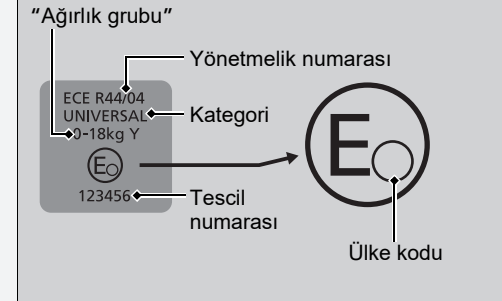 “Ağırlık grubu”
Yönetmelik numarası
ECE R44/04
UNIVERSAL
Kategori
0-18kg Y
E
E
123456
Tescil
numarası
Ülke kodu